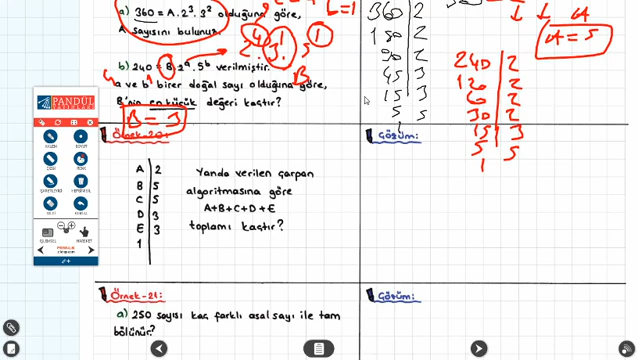 a) 360 = A. 2³. 3² olduğuna göre,
A sayısını bulunuz.
A = 5
b) 240 = B. 2ᵃ. 5ᵇ verilmiştir.
a ve b birer doğal sayı olduğuna göre,
B'nin en küçük değeri kaçtır?
B = 3
360 2
180 2
90 2
45 3
15 3
5 5
1
240 2
120 2
60 2
30 2
15 3
5 5
1
PANDÜL
Örnek-20:
Çözüm:
A 2
B 5
C 5
D 3
E 3
1
Yanda verilen çarpan
algoritmasına göre
A+B+C+D+E
toplamı kaçtır?
Örnek-21:
Çözüm:
a) 250 sayısı kaç farklı asal sayı ile tam
bölünür?